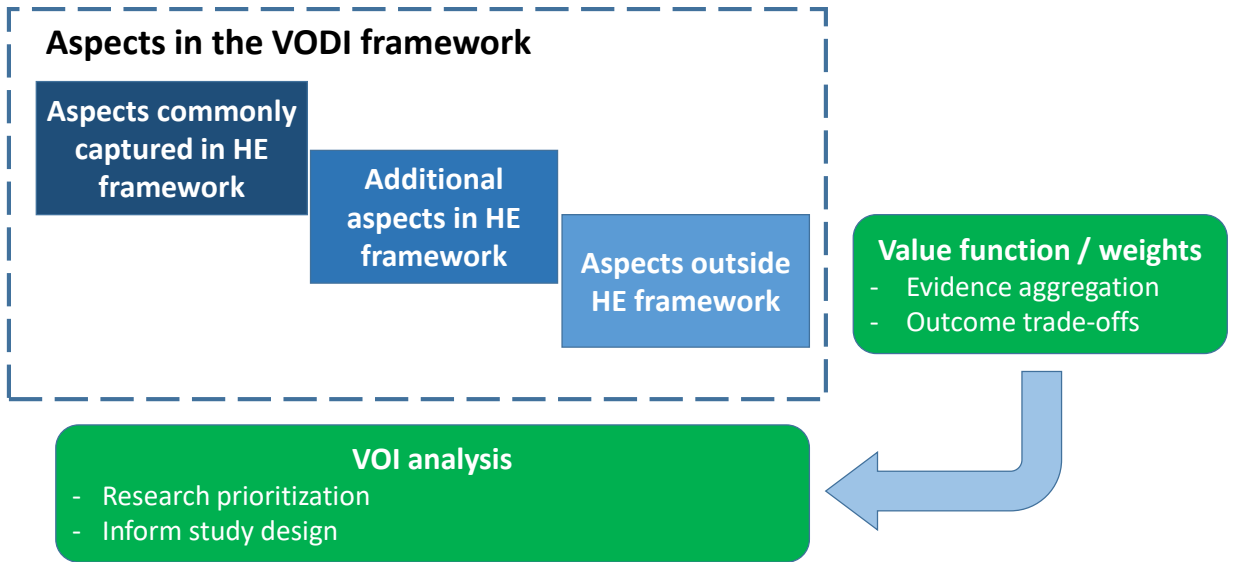 Aspects in the VODI framework
Aspects commonly
captured in HE
framework
Additional
aspects in HE
framework
Aspects outside
HE framework
Value function / weights
- Evidence aggregation
- Outcome trade-offs
VOI analysis
- Research prioritization
- Inform study design